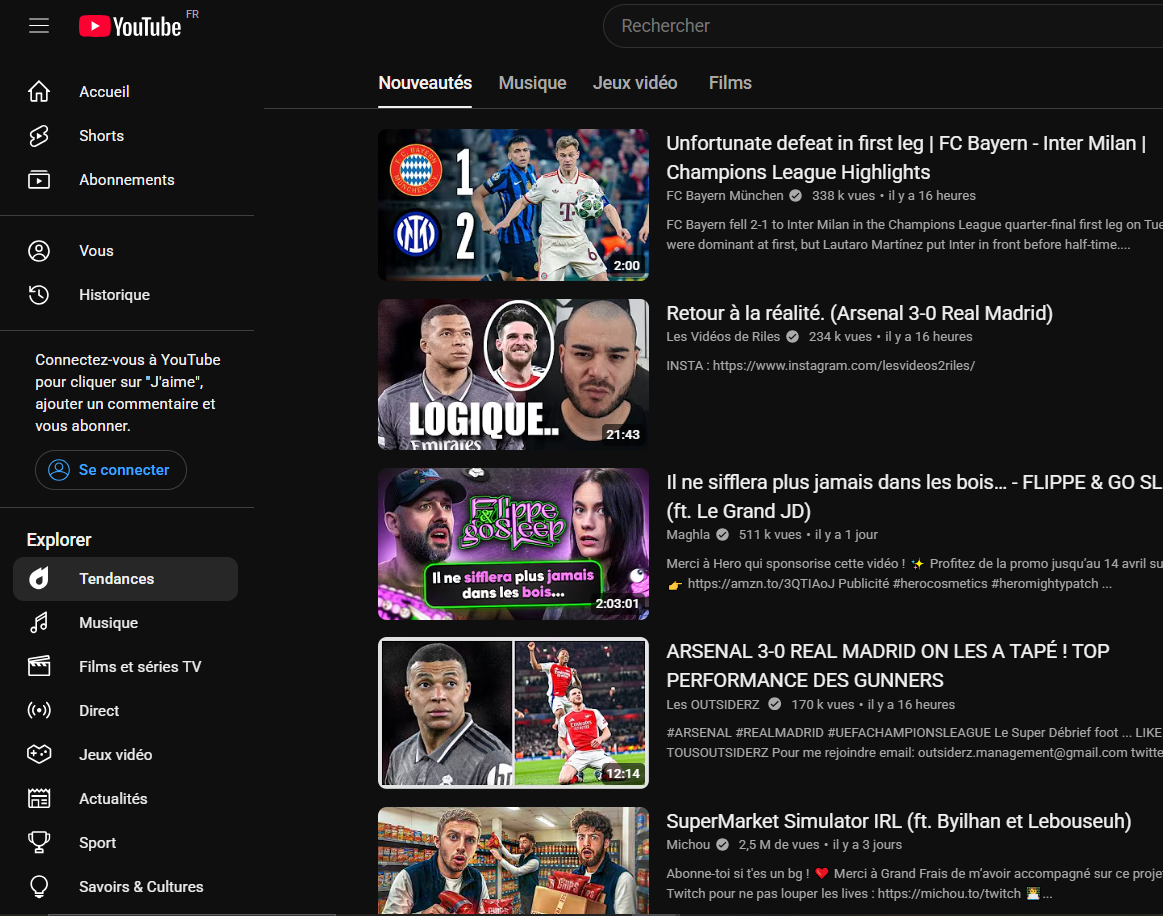 YouTube FR
Rechercher
Accueil
Shorts
Abonnements
Vous
Historique
Connectez-vous à YouTube
pour cliquer sur "J'aime",
ajouter un commentaire et
vous abonner.
Se connecter
Explorer
Tendances
Musique
Films et séries TV
Direct
Jeux vidéo
Actualités
Sport
Savoirs & Cultures
Nouveautés Musique Jeux vidéo Films
1
2
2:00
Unfortunate defeat in first leg | FC Bayern - Inter Milan |
Champions League Highlights
FC Bayern München 338 k vues • il y a 16 heures
FC Bayern fell 2-1 to Inter Milan in the Champions League quarter-final first leg on Tue
were dominant at first, but Lautaro Martínez put Inter in front before half-time....
LOGIQUE..
Emirates
21:43
Retour à la réalité. (Arsenal 3-0 Real Madrid)
Les Vidéos de Riles 234 k vues • il y a 16 heures
INSTA : https://www.instagram.com/lesvideos2riles/
Flippe
& gosleep
Il ne sifflera plus jamais
dans les bois...
2:03:01
Il ne sifflera plus jamais dans les bois… - FLIPPE & GO SL
(ft. Le Grand JD)
Maghla 511 k vues • il y a 1 jour
Merci à Hero qui sponsorise cette vidéo ! ✨ Profitez de la promo jusqu’au 14 avril su
👉 https://amzn.to/3QTIAoJ Publicité #herocosmetics #heromightypatch ...
12:14
ARSENAL 3-0 REAL MADRID ON LES A TAPÉ ! TOP
PERFORMANCE DES GUNNERS
Les OUTSIDERZ 170 k vues • il y a 16 heures
#ARSENAL #REALMADRID #UEFACHAMPIONSLEAGUE Le Super Débrief foot ... LIKE
TOUSOUTSIDERZ Pour me rejoindre email: outsiderz.management@gmail.com twitte
CHIPS
SuperMarket Simulator IRL (ft. Byilhan et Lebouseuh)
Michou 2,5 M de vues • il y a 3 jours
Abonne-toi si t'es un bg ! ❤️ Merci à Grand Frais de m’avoir accompagné sur ce proje
Twitch pour ne pas louper les lives : https://michou.to/twitch 👨‍💻...